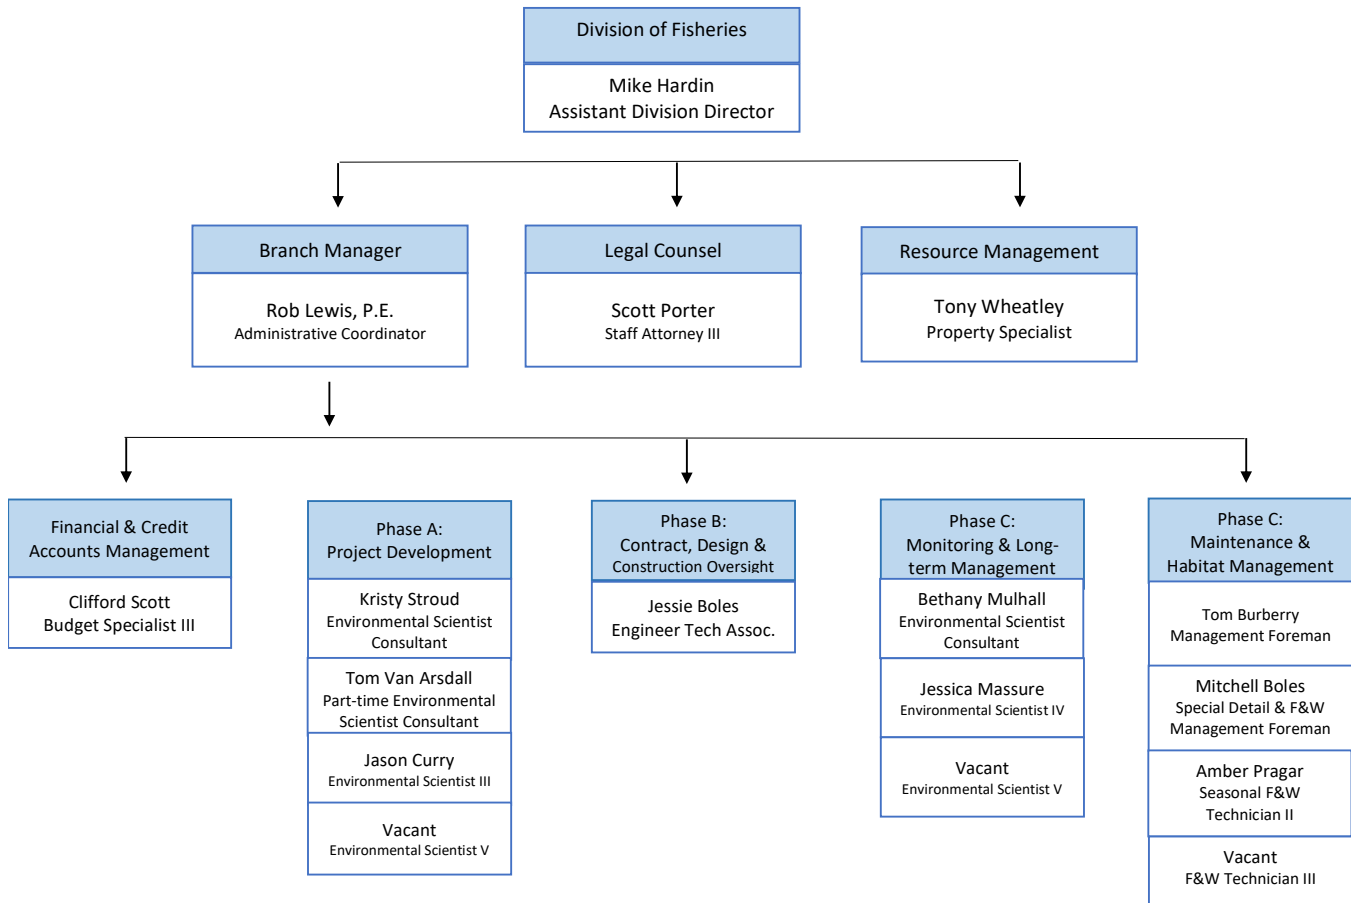 Division of Fisheries
Mike Hardin
Assistant Division Director
Branch Manager
Rob Lewis, P.E.
Administrative Coordinator
Legal Counsel
Scott Porter
Staff Attorney III
Resource Management
Tony Wheatley
Property Specialist
Financial & Credit
Accounts Management
Clifford Scott
Budget Specialist III
Phase A:
Project Development
Kristy Stroud
Environmental Scientist
Consultant
Tom Van Arsdall
Part-time Environmental
Scientist Consultant
Jason Curry
Environmental Scientist III
Vacant
Environmental Scientist V
Phase B:
Contract, Design &
Construction Oversight
Jessie Boles
Engineer Tech Assoc.
Phase C:
Monitoring & Long-
term Management
Bethany Mulhall
Environmental Scientist
Consultant
Jessica Massure
Environmental Scientist IV
Vacant
Environmental Scientist V
Phase C:
Maintenance &
Habitat Management
Tom Burberry
Management Foreman
Mitchell Boles
Special Detail & F&W
Management Foreman
Amber Pragar
Seasonal F&W
Technician II
Vacant
F&W Technician III